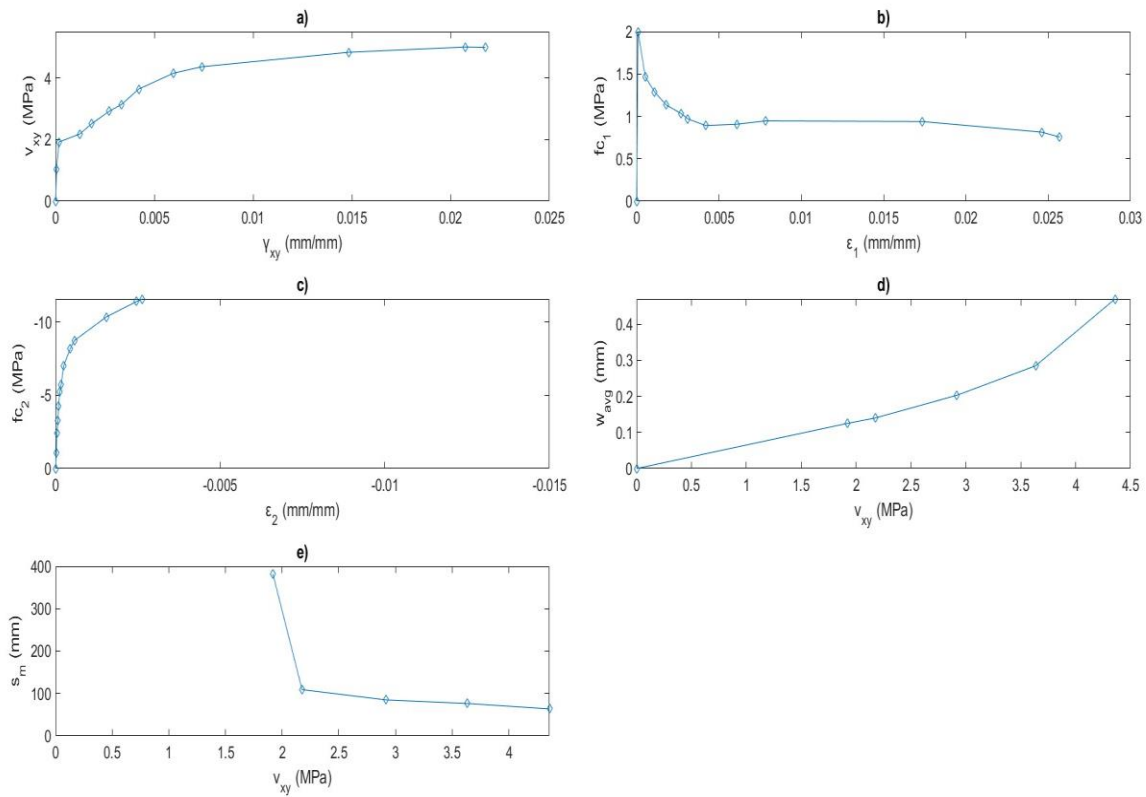 a)
4
2
0
v_xy (MPa)
0 0.005 0.01 0.015 0.02 0.025
γ_xy (mm/mm)
b)
2
1.5
1
0.5
0
fc_1 (MPa)
0 0.005 0.01 0.015 0.02 0.025 0.03
ε_1 (mm/mm)
c)
-10
-5
0
fc_2 (MPa)
0 -0.005 -0.01 -0.015
ε_2 (mm/mm)
d)
0.4
0.3
0.2
0.1
0
w_avg (mm)
0 0.5 1 1.5 2 2.5 3 3.5 4 4.5
v_xy (MPa)
e)
400
300
200
100
0
s_m (mm)
0 0.5 1 1.5 2 2.5 3 3.5 4
v_xy (MPa)